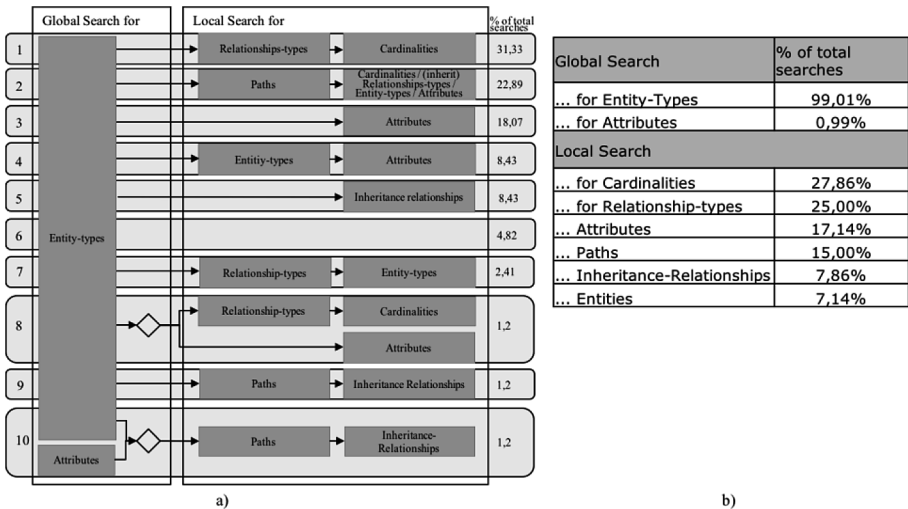 Global Search for
Local Search for
% of total
searches
1
Relationships-types
Cardinalities
31,33
2
Paths
Cardinalities / (inherit)
Relationships-types /
Entity-types / Attributes
22,89
3
Attributes
18,07
4
Entitiy-types
Attributes
8,43
5
Inheritance relationships
8,43
6
Entity-types
4,82
7
Relationship-types
Entity-types
2,41
8
Relationship-types
Cardinalities
Attributes
1,2
9
Paths
Inheritance Relationships
1,2
10
Attributes
Paths
Inheritance-
Relationships
1,2
a)
Global Search
% of total
searches
... for Entity-Types 99,01%
... for Attributes 0,99%
Local Search
... for Cardinalities 27,86%
... for Relationship-types 25,00%
... Attributes 17,14%
... Paths 15,00%
... Inheritance-Relationships 7,86%
... Entities 7,14%
b)